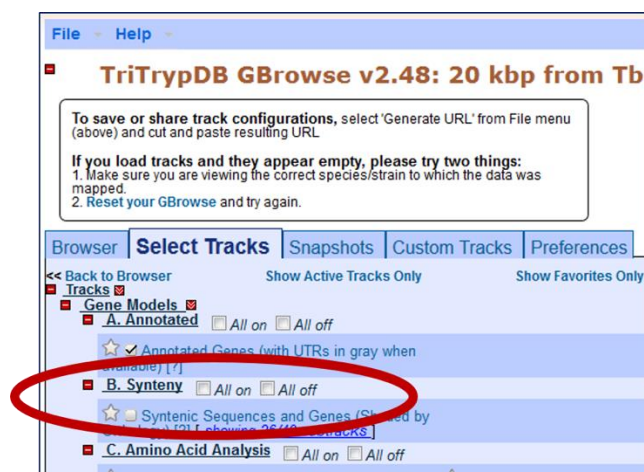 File Help
TriTrypDB GBrowse v2.48: 20 kbp from Tb
To save or share track configurations, select 'Generate URL' from File menu
(above) and cut and paste resulting URL
If you load tracks and they appear empty, please try two things:
1. Make sure you are viewing the correct species/strain to which the data was
mapped.
2. Reset your GBrowse and try again.
Browser Select Tracks Snapshots Custom Tracks Preferences
<< Back to Browser Show Active Tracks Only Show Favorites Only
Tracks
Gene Models
A. Annotated All on All off
Annotated Genes (with UTRs in gray when
available) [?]
B. Synteny All on All off
Syntenic Sequences and Genes (Shaded by
[?] [ showing ]
C. Amino Acid Analysis All on All off